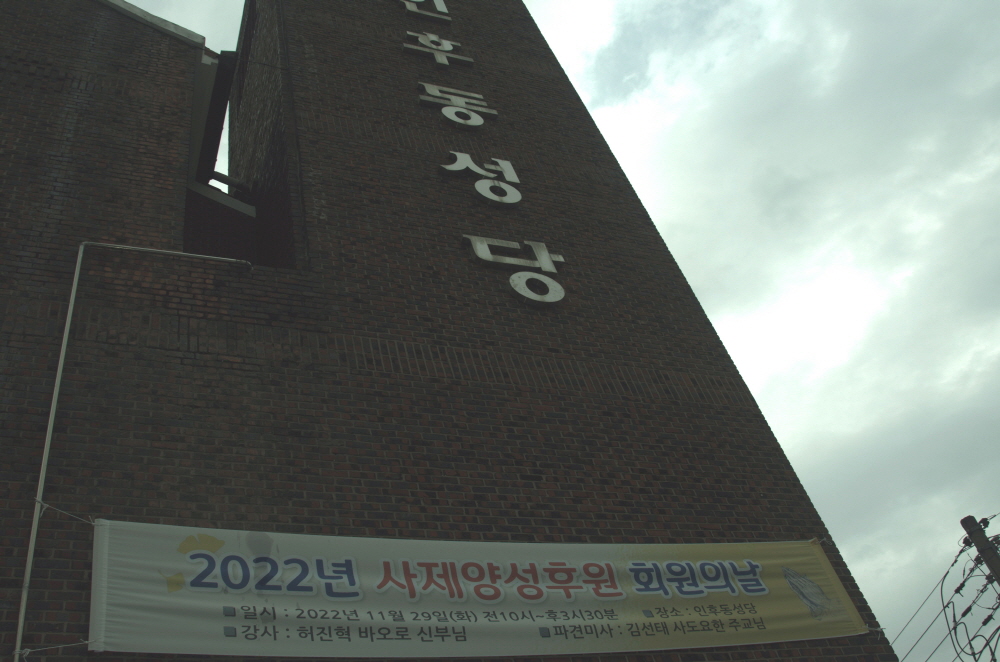 인후동성당
2022년 사제양성후원 회원의날
일시 : 2022년 11월 29일(화) 전10시~후3시30분 장소 : 인후동성당
강사 : 허진혁 바오로 신부님 파견미사 : 김선태 사도요한 주교님